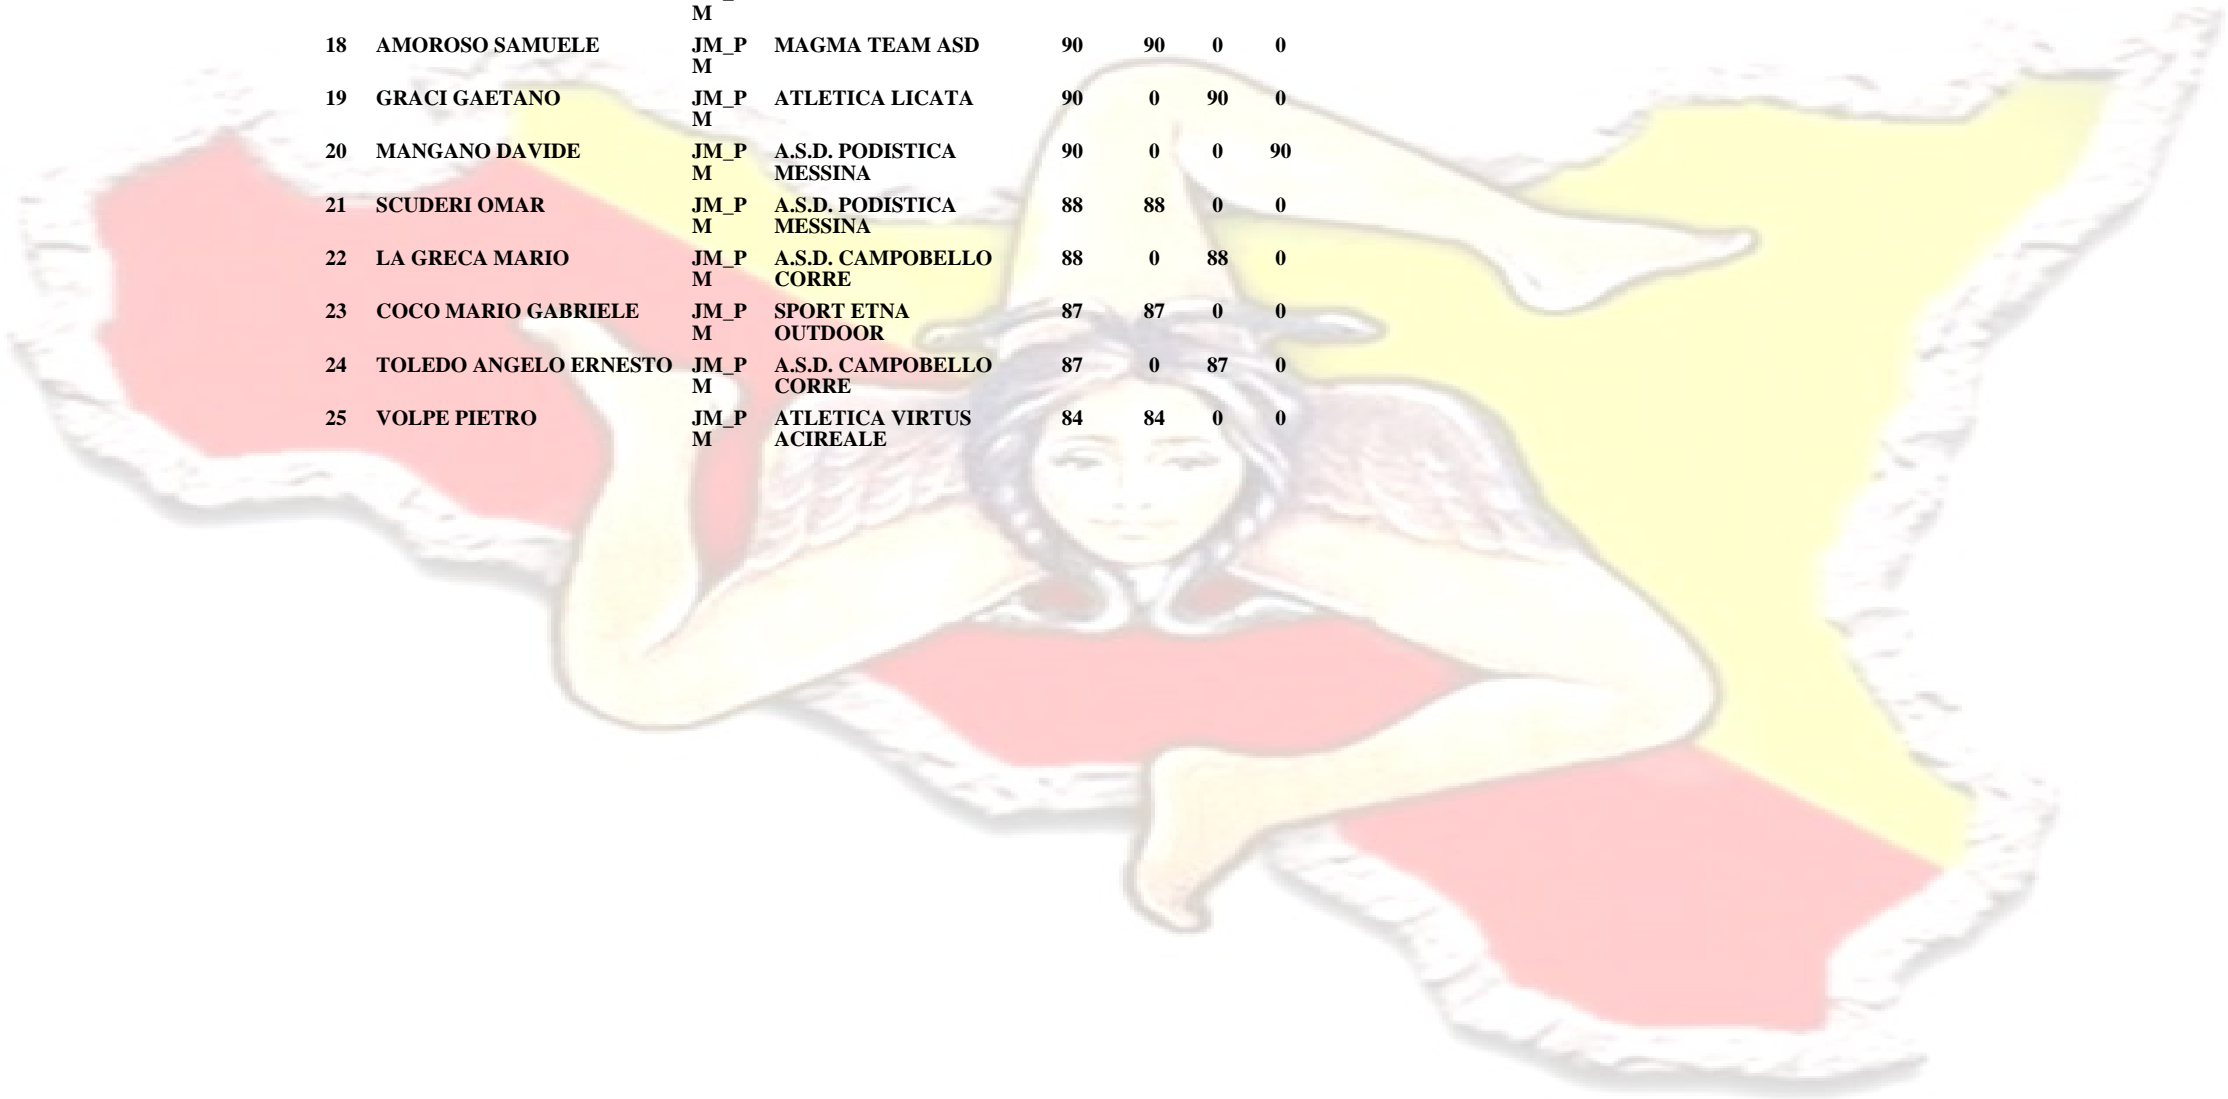 M
18 AMOROSO SAMUELE JM_P MAGMA TEAM ASD 90 90 0 0
M
19 GRACI GAETANO JM_P ATLETICA LICATA 90 0 90 0
M
20 MANGANO DAVIDE JM_P A.S.D. PODISTICA 90 0 0 90
M MESSINA
21 SCUDERI OMAR JM_P A.S.D. PODISTICA 88 88 0 0
M MESSINA
22 LA GRECA MARIO JM_P A.S.D. CAMPOBELLO 88 0 88 0
M CORRE
23 COCO MARIO GABRIELE JM_P SPORT ETNA 87 87 0 0
M OUTDOOR
24 TOLEDO ANGELO ERNESTO JM_P A.S.D. CAMPOBELLO 87 0 87 0
M CORRE
25 VOLPE PIETRO JM_P ATLETICA VIRTUS 84 84 0 0
M ACIREALE